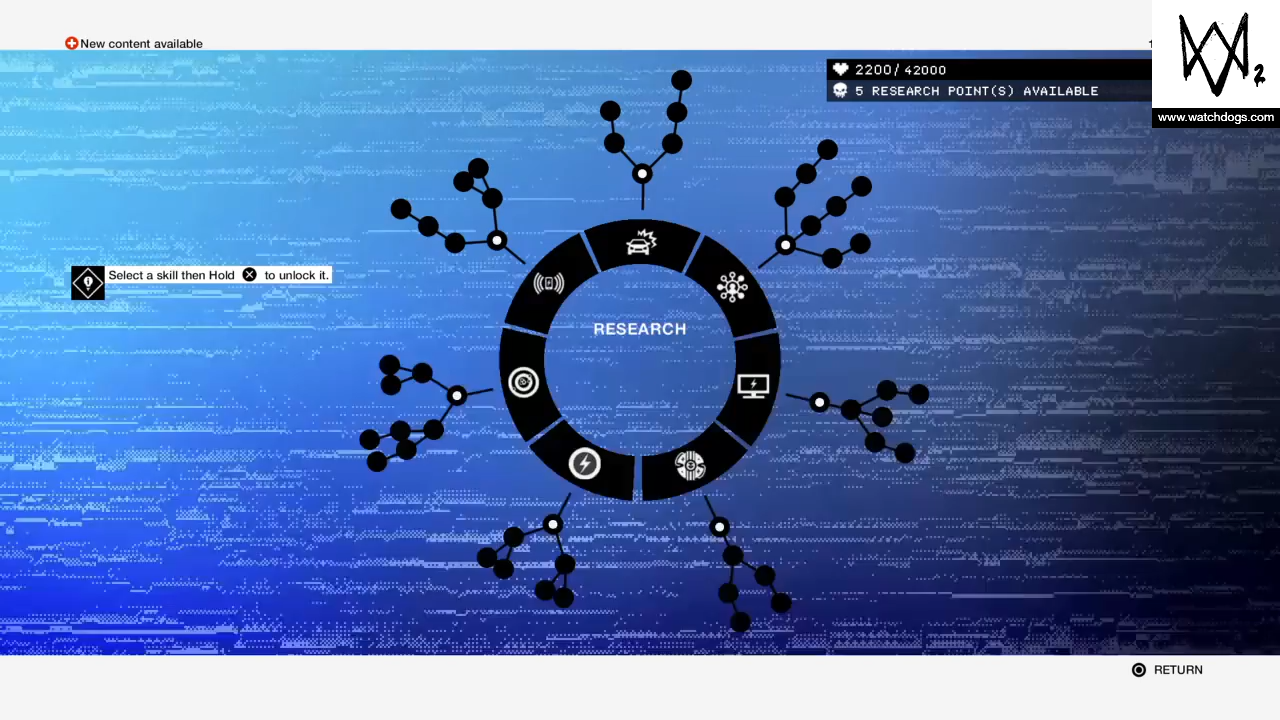 New content available
2200/ 42000
5 RESEARCH POINT(S) AVAILABLE
2
www.watchdogs.com
Select a skill then Hold to unlock it.
RESEARCH
RETURN